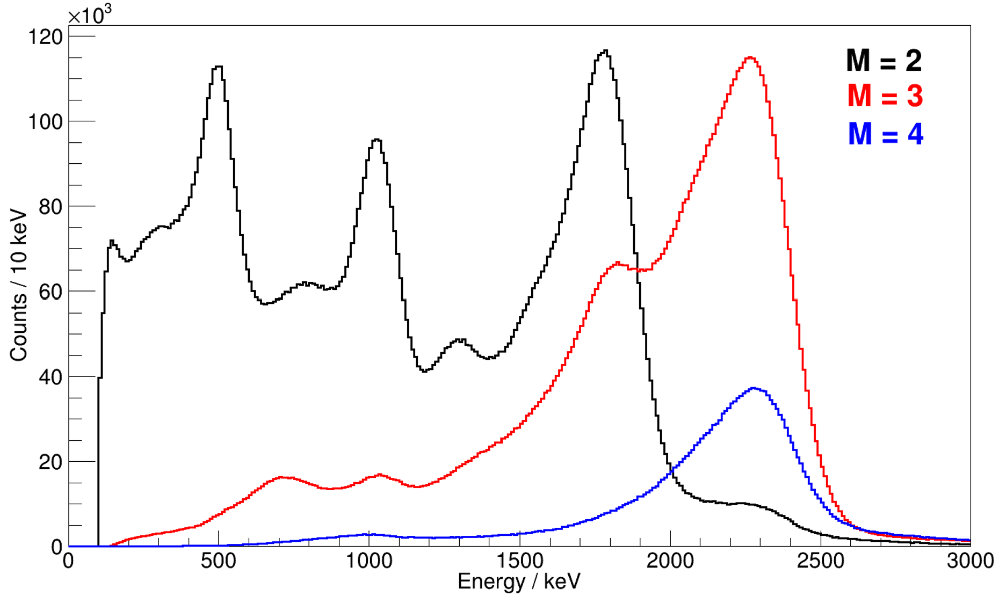 ×10³
120
100
80
60
40
20
0
Counts / 10 keV
M = 2
M = 3
M = 4
0 500 1000 1500 2000 2500 3000
Energy / keV